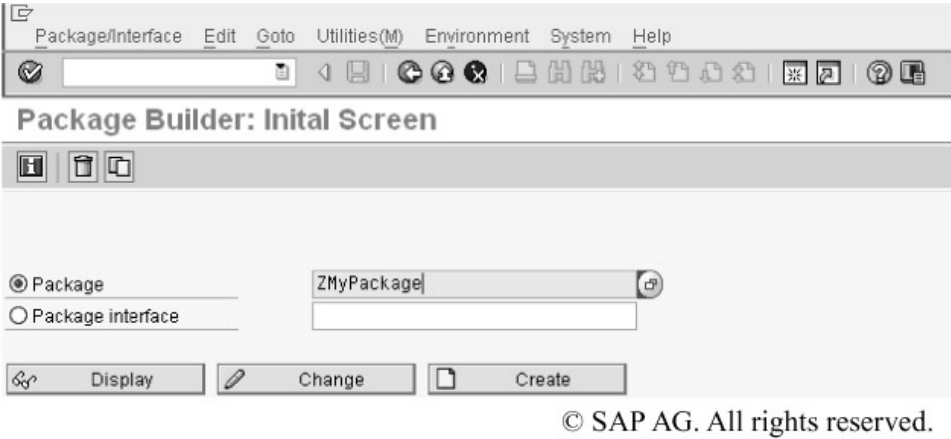 Package/Interface Edit Goto Utilities(M) Environment System Help
Package Builder: Inital Screen
Package ZMyPackage
Package interface
Display Change Create
© SAP AG. All rights reserved.